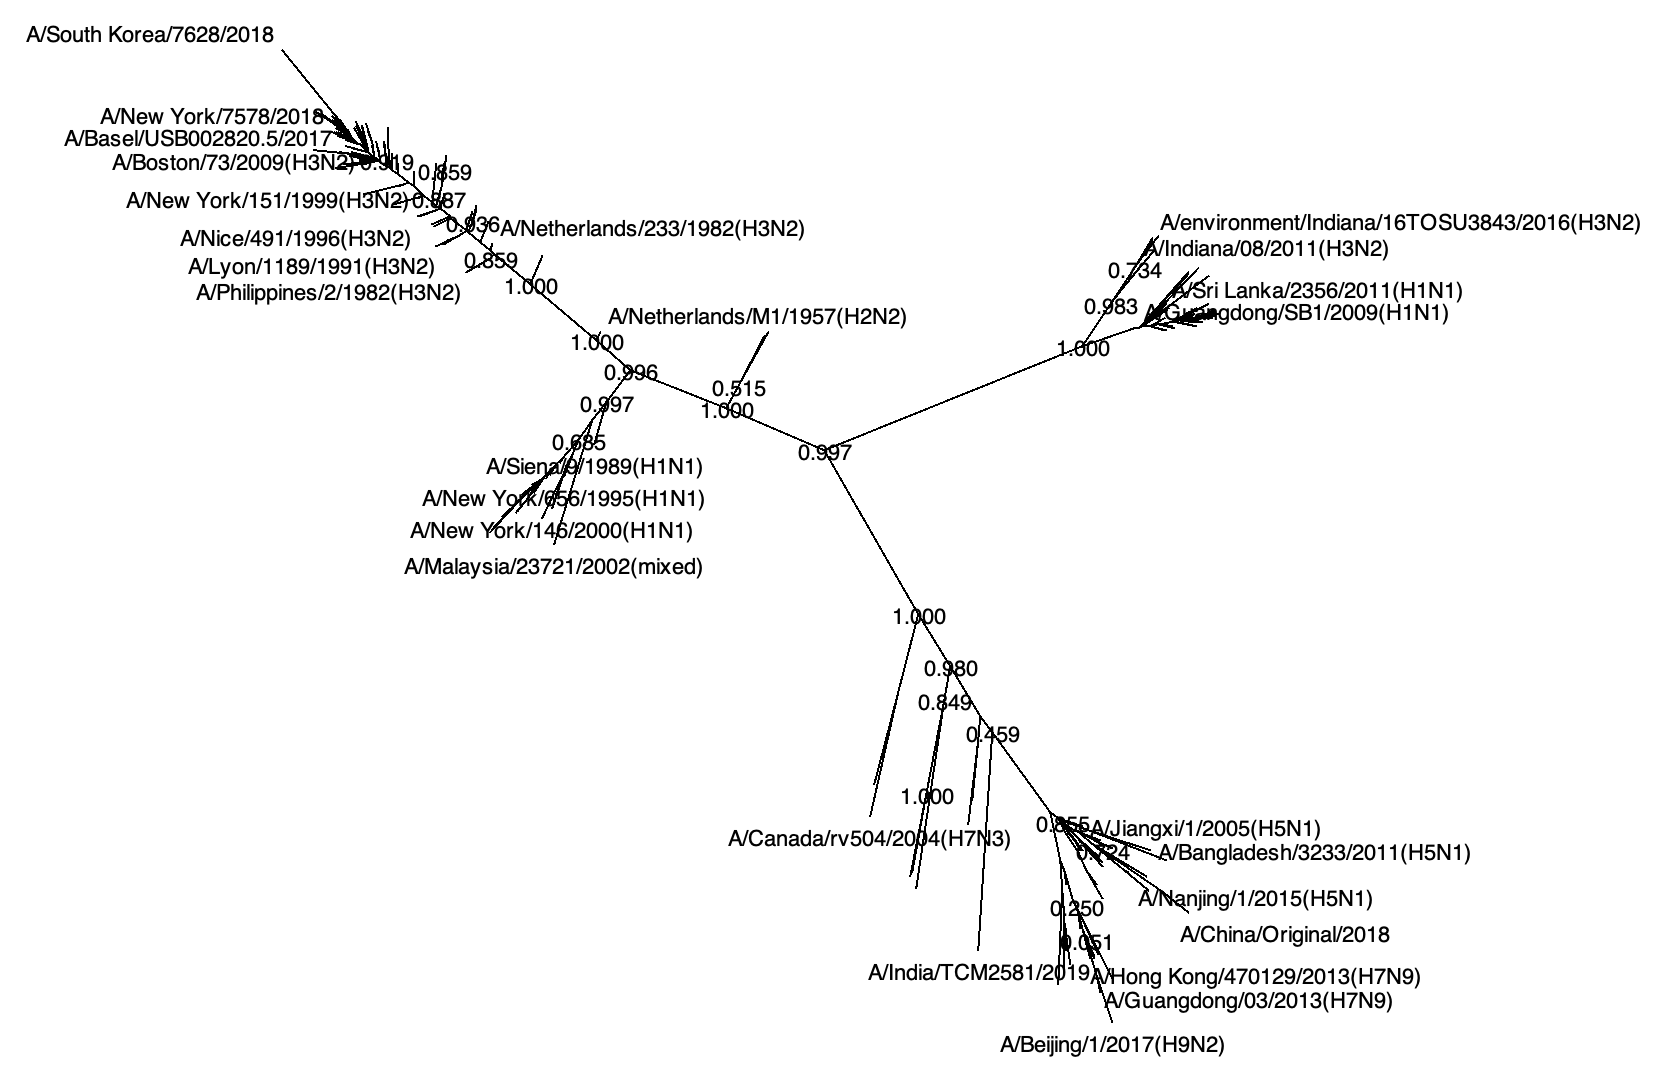 A/South Korea/7628/2018
A/New York/7578/2018
A/Basel/USB002820.5/2017
A/Boston/73/2009(H3N2)
0.919
0.859
A/New York/151/1999(H3N2)
0.887
0.936
A/Netherlands/233/1982(H3N2)
A/Nice/491/1996(H3N2)
0.859
A/Lyon/1189/1991(H3N2)
1.000
A/Philippines/2/1982(H3N2)
A/Netherlands/M1/1957(H2N2)
1.000
0.996
0.515
1.000
0.997
0.685
A/Siena/9/1989(H1N1)
A/New York/656/1995(H1N1)
A/New York/146/2000(H1N1)
A/Malaysia/23721/2002(mixed)
0.997
A/environment/Indiana/16TOSU3843/2016(H3N2)
A/Indiana/08/2011(H3N2)
0.734
A/Sri Lanka/2356/2011(H1N1)
0.983
A/Guangdong/SB1/2009(H1N1)
1.000
1.000
0.980
0.849
0.459
1.000
A/Canada/rv504/2004(H7N3)
0.855
A/Jiangxi/1/2005(H5N1)
0.724
A/Bangladesh/3233/2011(H5N1)
A/Nanjing/1/2015(H5N1)
0.250
A/China/Original/2018
0.051
A/India/TCM2581/2019
A/Hong Kong/470129/2013(H7N9)
A/Guangdong/03/2013(H7N9)
A/Beijing/1/2017(H9N2)